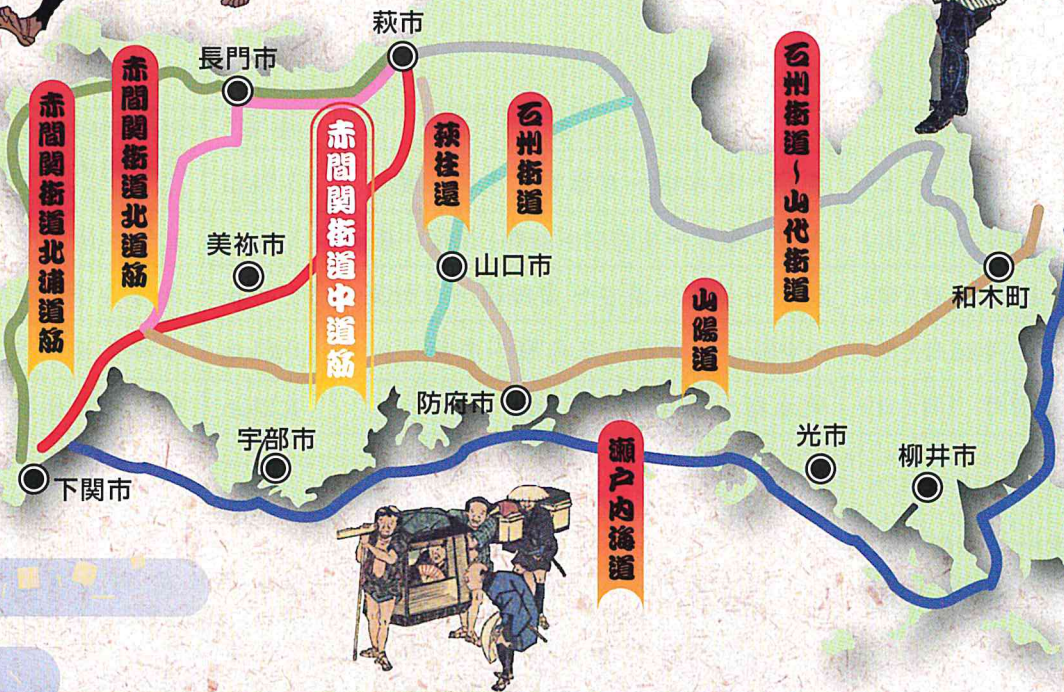 萩市
長門市
赤間関街道北浦道筋
赤間関街道北道筋
赤間関街道中道筋
萩往還
石州街道
石州街道～山代街道
美祢市
山口市
和木町
山陽道
防府市
宇部市
下関市
瀬戸内海道
光市
柳井市